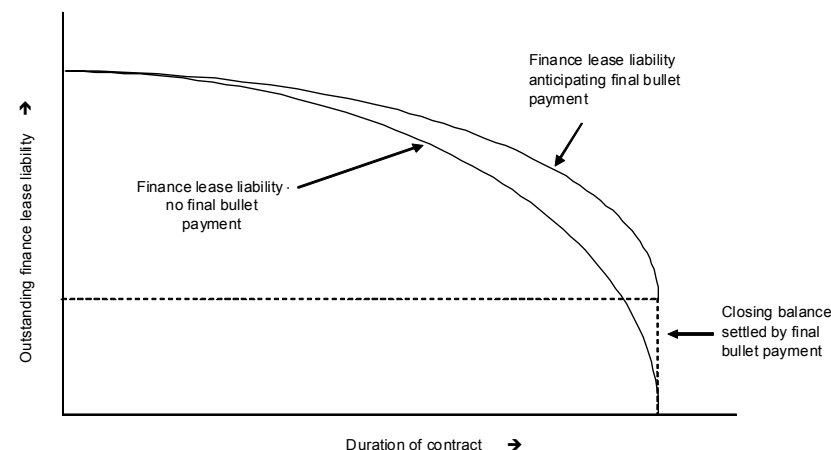 Finance lease liability
anticipating final bullet
payment
Finance lease liability -
no final bullet
payment
Outstanding finance lease liability ➔
Closing balance
settled by final
bullet payment
Duration of contract ➔